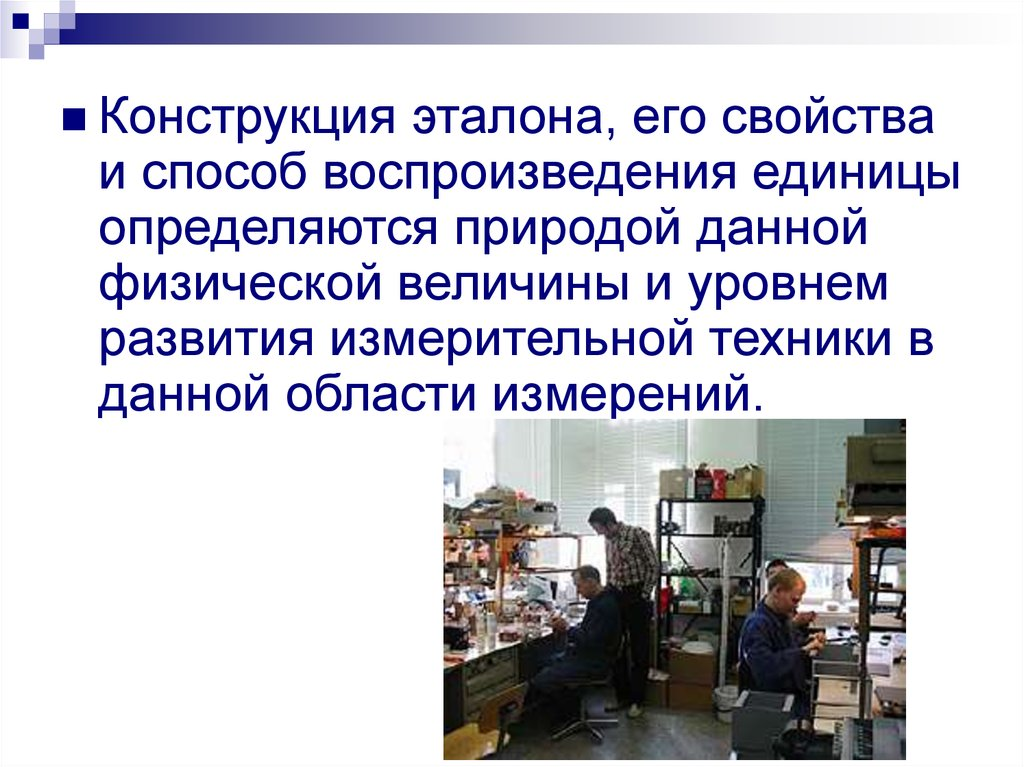 Конструкция эталона, его свойства
и способ воспроизведения единицы
определяются природой данной
физической величины и уровнем
развития измерительной техники в
данной области измерений.